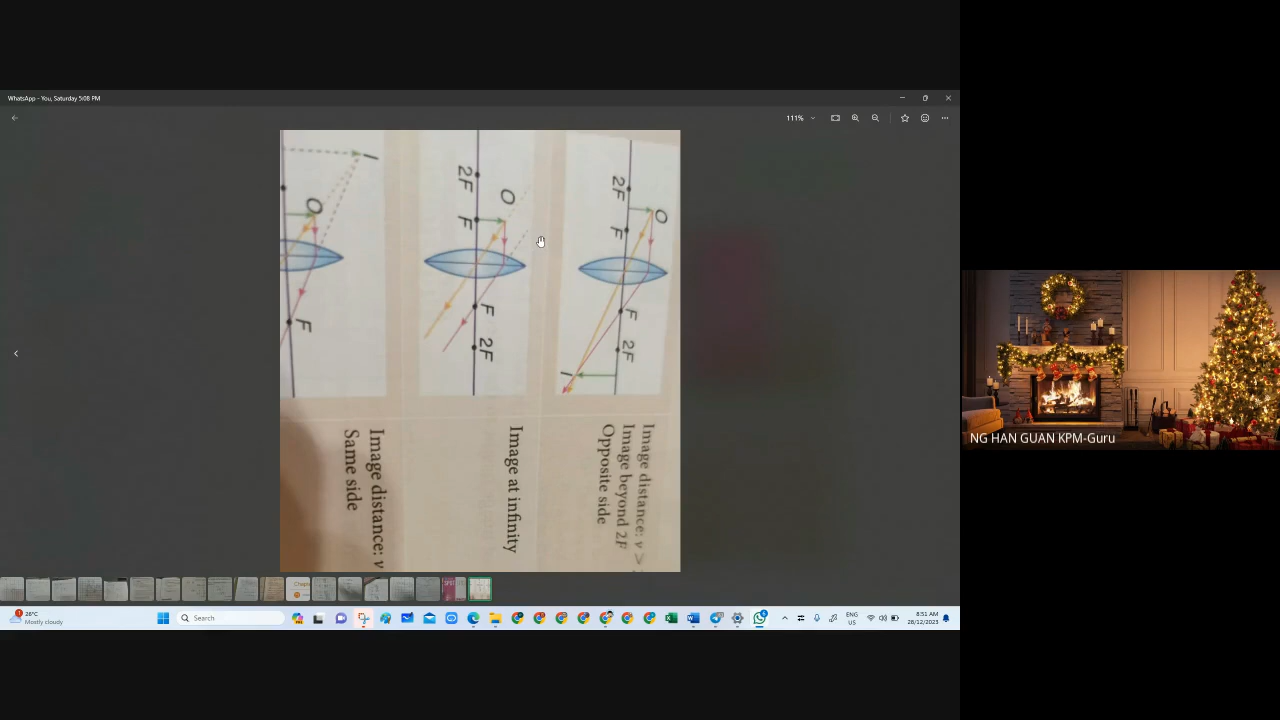 WhatsApp - You, Saturday 5:08 PM
111%
O
2F
F
F
2F
I
Image distance: v >
Image beyond 2F
Opposite side
O
2F
F
F
2F
Image at infinity
I
O
F
Image distance: v
Same side
NG HAN GUAN KPM-Guru
26°C
Mostly cloudy
Search
ENG
US
8:51 AM
28/12/2023